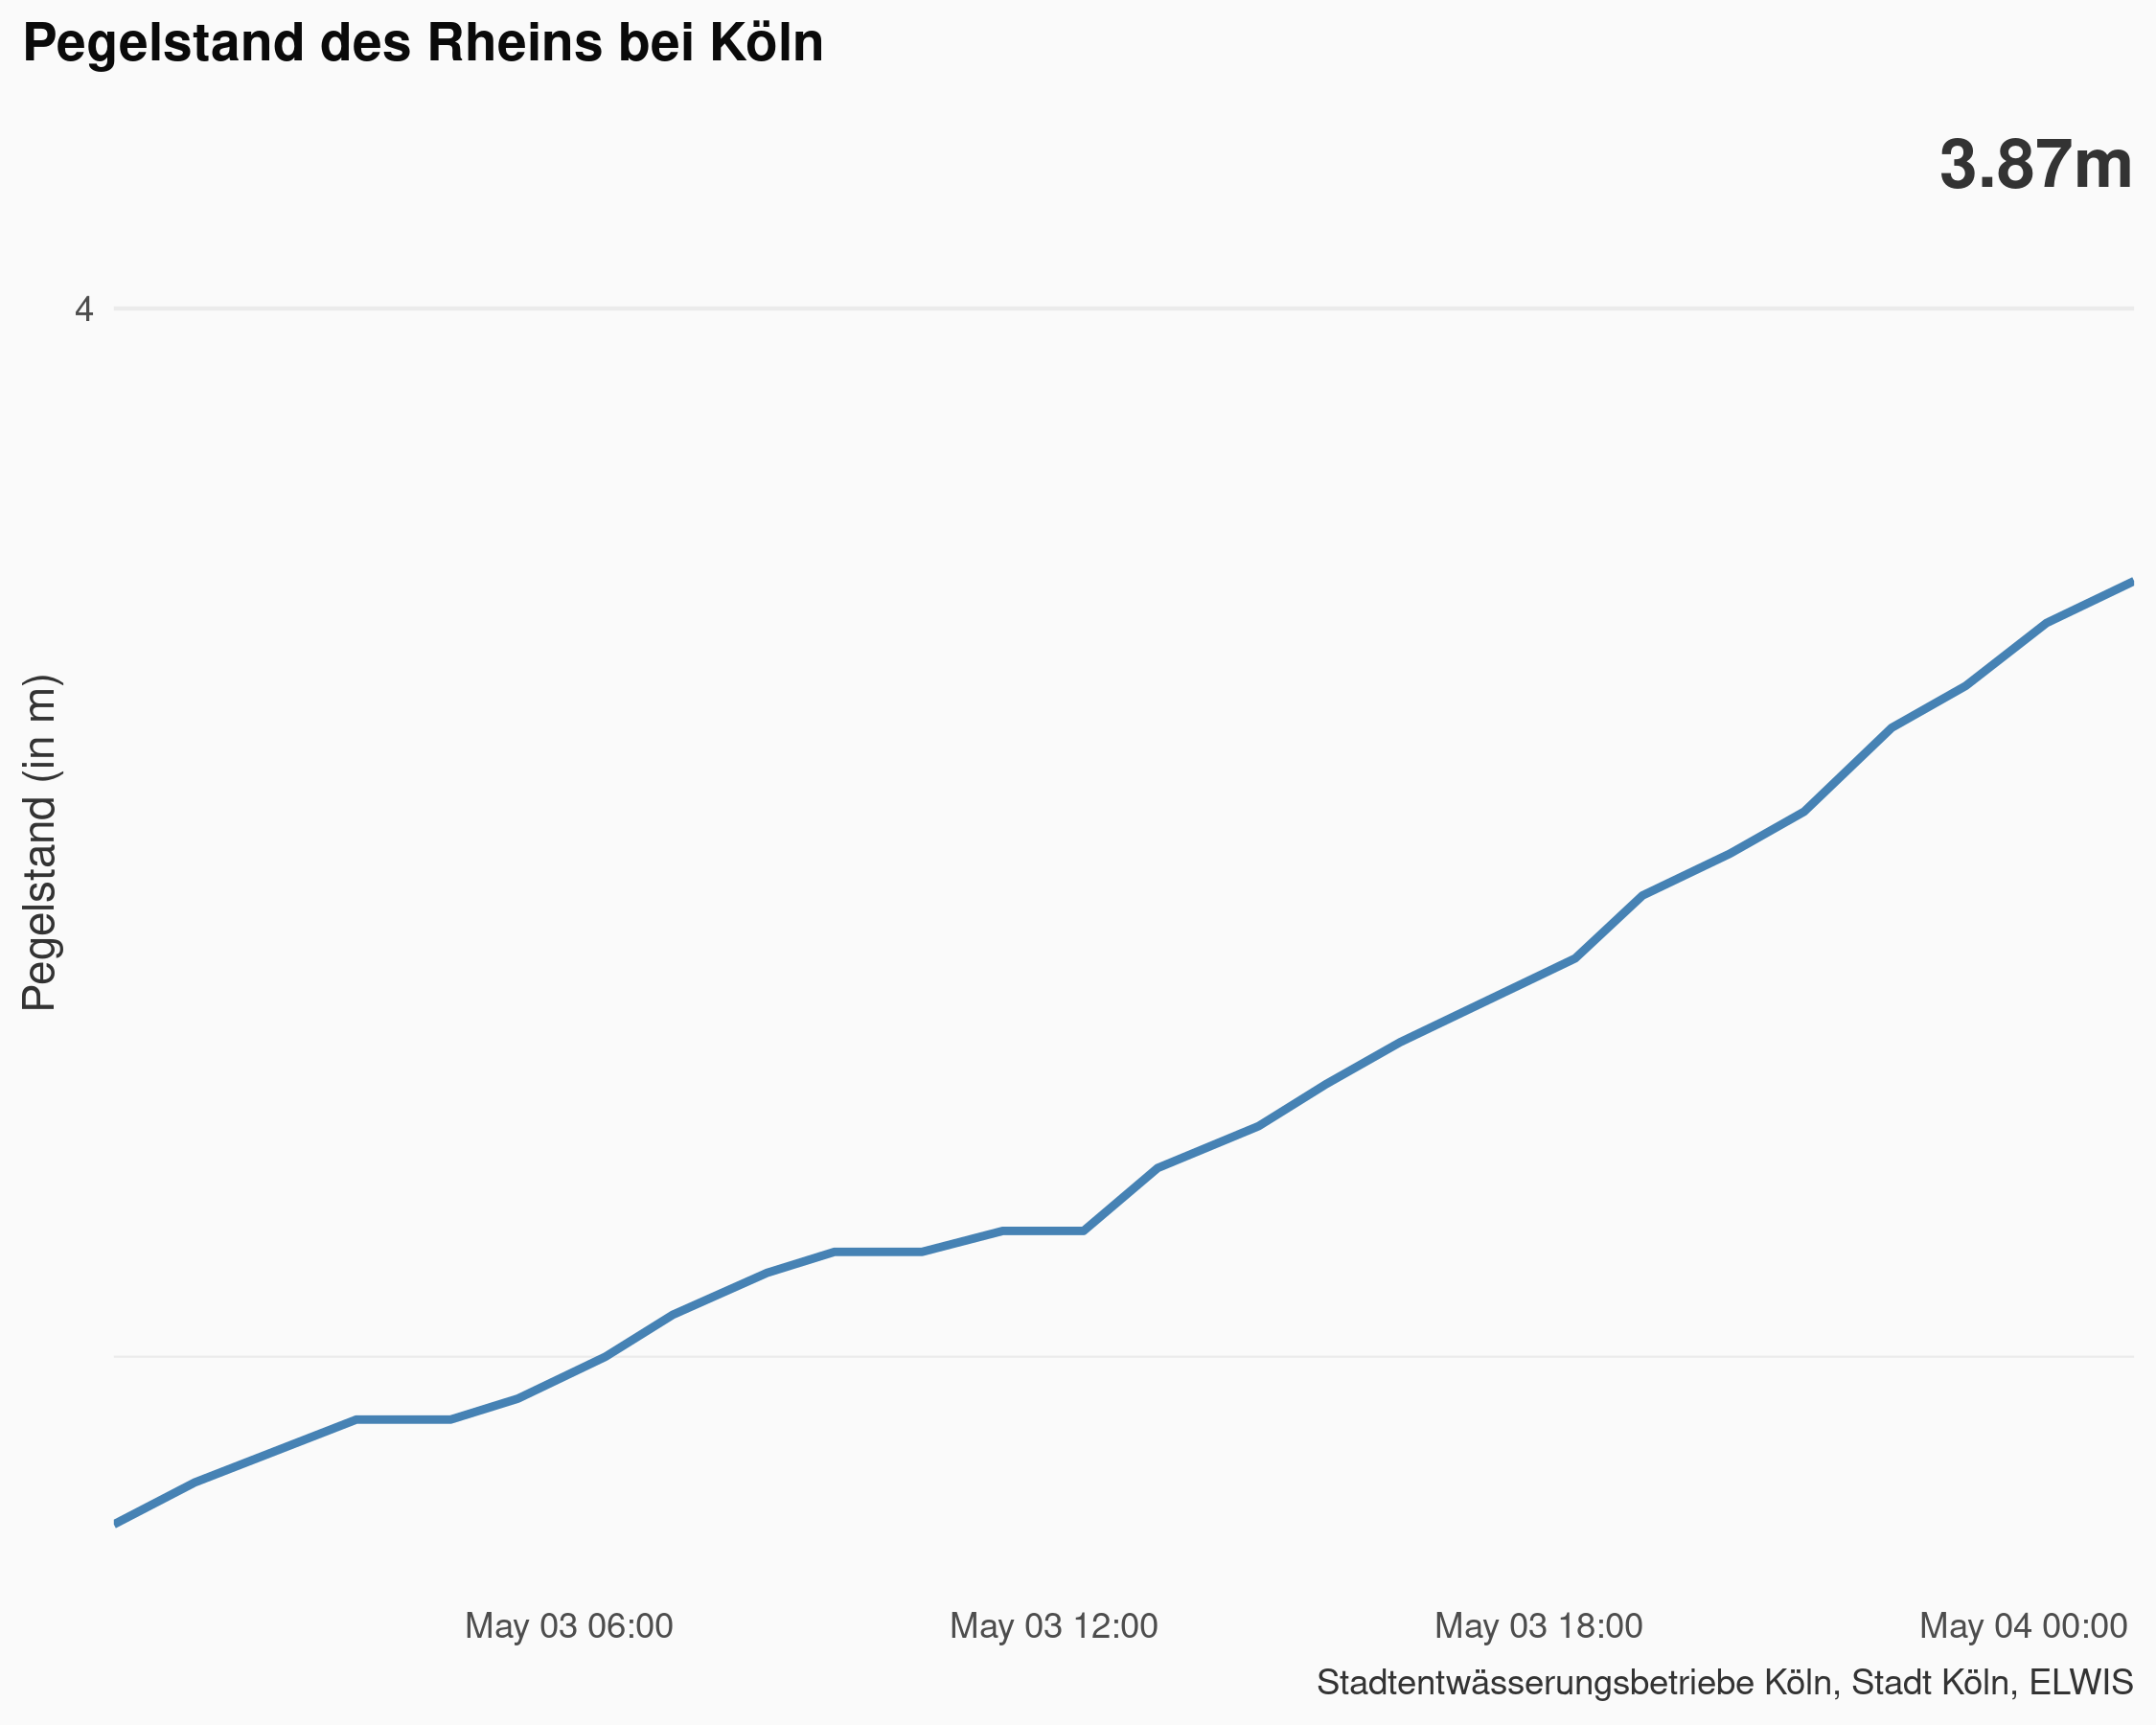 Pegelstand des Rheins bei Köln
3.87m
4
Pegelstand (in m)
May 03 06:00 May 03 12:00 May 03 18:00 May 04 00:00
Stadtentwässerungsbetriebe Köln, Stadt Köln, ELWIS